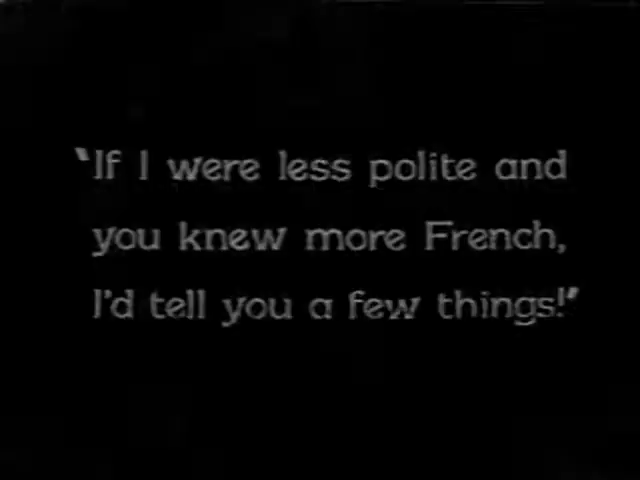 "If I were less polite and
you knew more French,
I'd tell you a few things!"